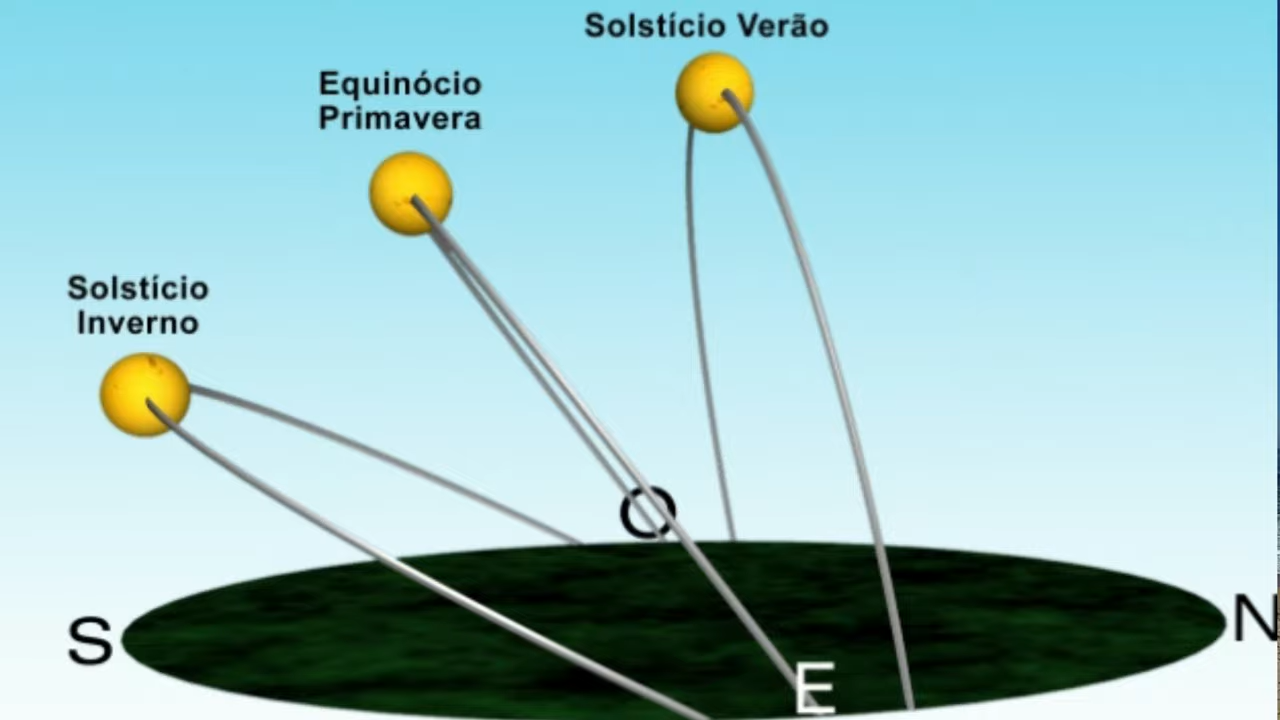 Solstício Verão
Equinócio
Primavera
Solstício
Inverno
O
S
N
E